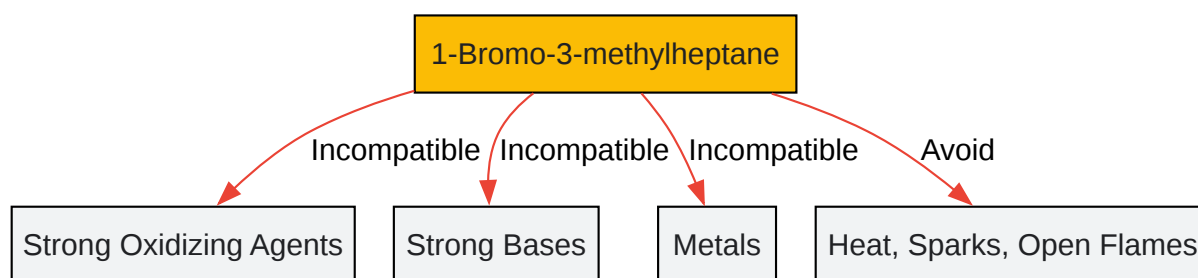 1-Bromo-3-methylheptane
Incompatible
Incompatible
Incompatible
Avoid
Strong Oxidizing Agents
Strong Bases
Metals
Heat, Sparks, Open Flames